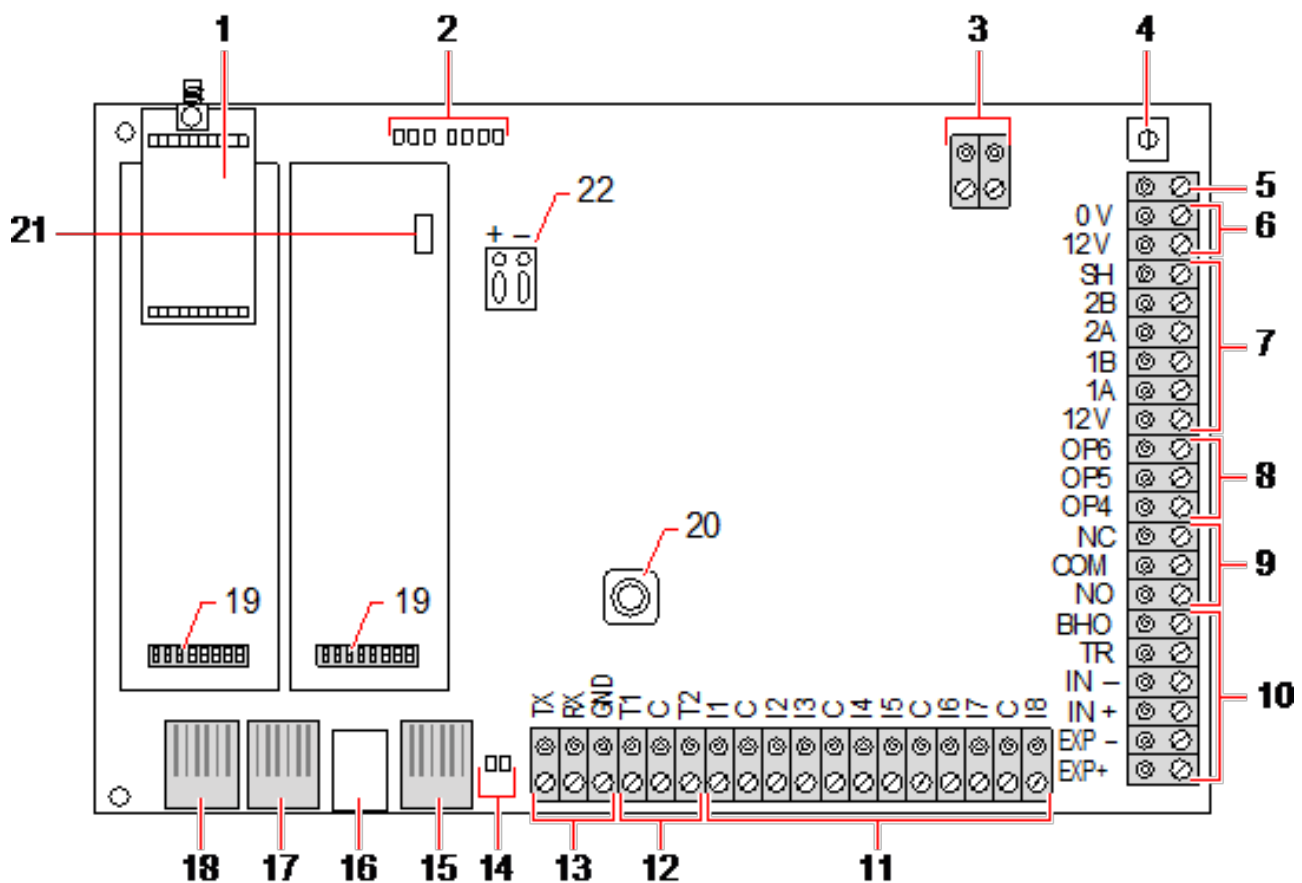 1 2 3 4
5
0 V
6
12 V
21
22
+ −
SH
2B
2A
7
1B
1A
12 V
OP6
OP5
8
OP4
20
NC
COM
9
NO
19 19
BHO
TR
IN −
10
IN +
EXP −
EXP+
TX RX GND T1 C T2 I1 C I2 I3 C I4 I5 C I6 I7 C I8
18 17 16 15 14 13 12 11